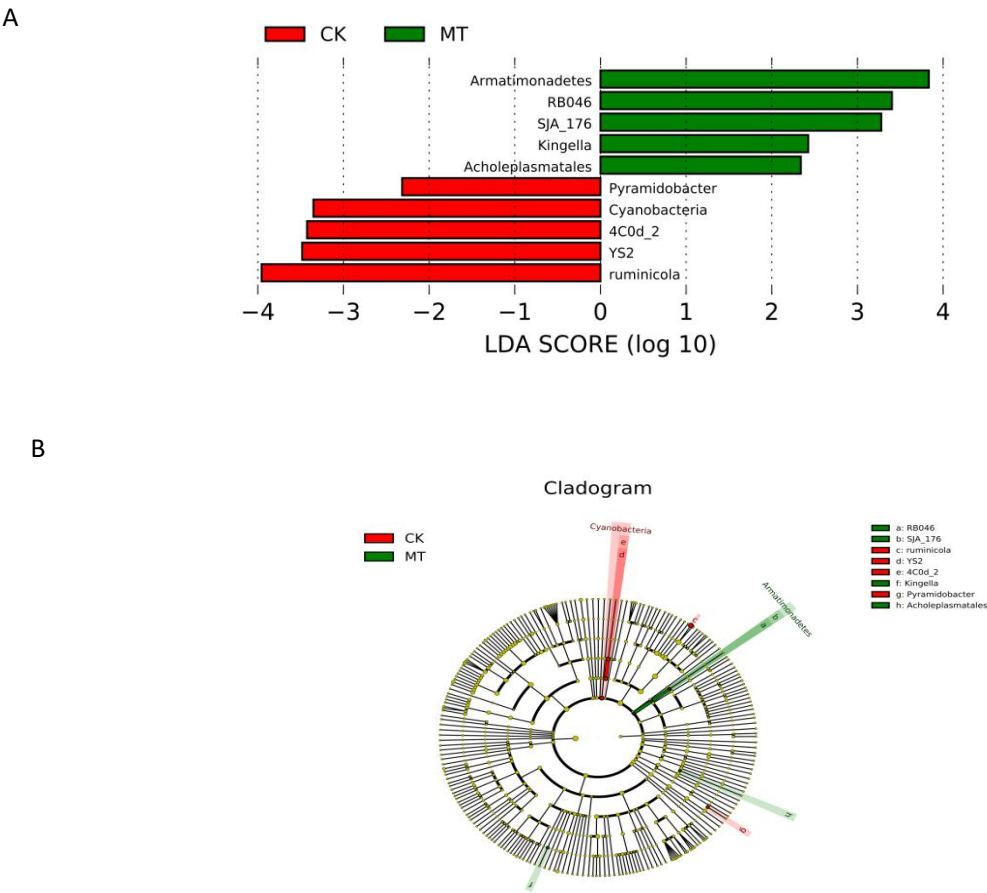 A
CK MT
Armatimonadetes
RB046
SJA_176
Kingella
Acholeplasmatales
Pyramidobacter
Cyanobacteria
4C0d_2
YS2
ruminicola
−4 −3 −2 −1 0 1 2 3 4
LDA SCORE (log 10)
B
Cladogram
CK
MT
Cyanobacteria
e
d
c
Armatimonadetes
b
a
h
g
f
a: RB046
b: SJA_176
c: ruminicola
d: YS2
e: 4C0d_2
f: Kingella
g: Pyramidobacter
h: Acholeplasmatales